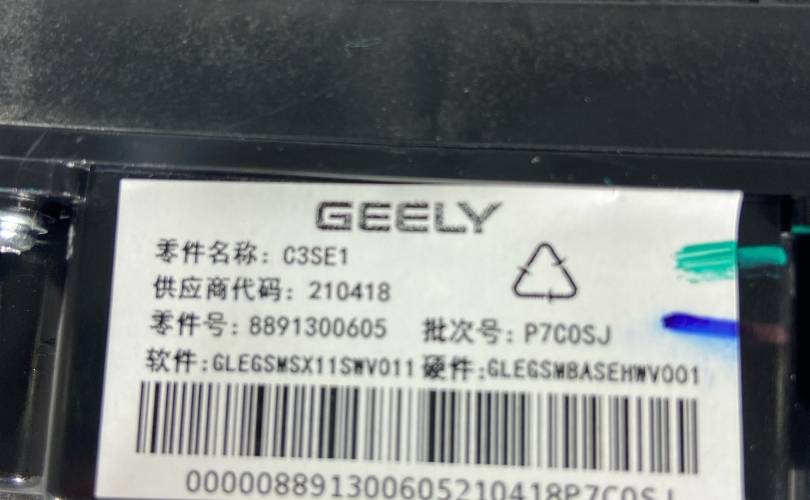 GEELY
零件名称: C3SE1
供应商代码: 210418
零件号: 8891300605 批次号: P7C0SJ
软件:GLEGSMSX11SWV011 硬件:GLEGSMBASEHWV001
000008891300605210418P7C0SJ